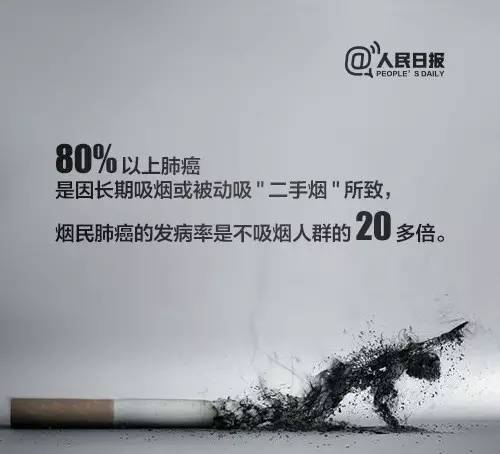 @人民日报
PEOPLE'S DAILY
80%以上肺癌
是因长期吸烟或被动吸"二手烟"所致，
烟民肺癌的发病率是不吸烟人群的20多倍。